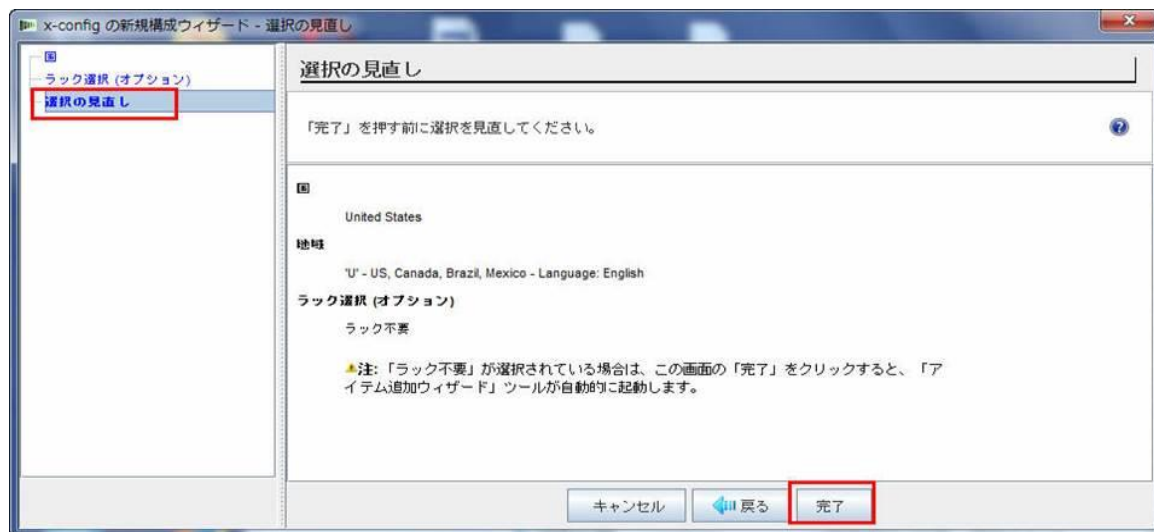 x-config の新規構成ウィザード - 選択の見直し
国
ラック選択 (オプション)
選択の見直し
選択の見直し
「完了」を押す前に選択を見直してください。
国
United States
地域
'U' - US, Canada, Brazil, Mexico - Language: English
ラック選択 (オプション)
ラック不要
注:「ラック不要」が選択されている場合は、この画面の「完了」をクリックすると、「ア
イテム追加ウィザード」ツールが自動的に起動します。
キャンセル
戻る
完了